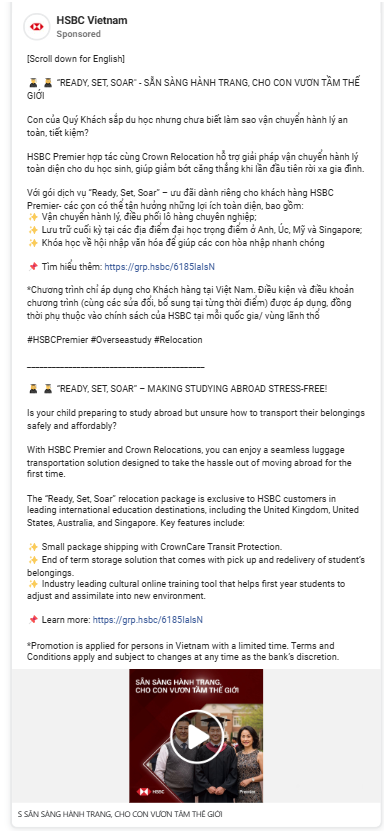 HSBC Vietnam
Sponsored
[Scroll down for English]
"READY, SET, SOAR" - SẴN SÀNG HÀNH TRANG, CHO CON VƯƠN TẦM THẾ
GIỚI
Con của Quý Khách sắp du học nhưng chưa biết làm sao vận chuyển hành lý an
toàn, tiết kiệm?
HSBC Premier hợp tác cùng Crown Relocation hỗ trợ giải pháp vận chuyển hành lý
toàn diện cho du học sinh, giúp giảm bớt căng thẳng khi lần đầu tiên rời xa gia đình.
Với gói dịch vụ "Ready, Set, Soar" – ưu đãi dành riêng cho khách hàng HSBC
Premier- các con có thể tận hưởng những lợi ích toàn diện, bao gồm:
✨ Vận chuyển hành lý, điều phối lô hàng chuyên nghiệp;
✨ Lưu trữ cuối kỳ tại các địa điểm đại học trọng điểm ở Anh, Úc, Mỹ và Singapore;
✨ Khóa học về hội nhập văn hóa để giúp các con hòa nhập nhanh chóng
📌 Tìm hiểu thêm: https://grp.hsbc/6185IaIsN
*Chương trình chỉ áp dụng cho Khách hàng tại Việt Nam. Điều kiện và điều khoản
chương trình (cùng các sửa đổi, bổ sung tại từng thời điểm) được áp dụng, đồng
thời phụ thuộc vào chính sách của HSBC tại mỗi quốc gia/ vùng lãnh thổ
#HSBCPremier #Overseastudy #Relocation
"READY, SET, SOAR" – MAKING STUDYING ABROAD STRESS-FREE!
Is your child preparing to study abroad but unsure how to transport their belongings
safely and affordably?
With HSBC Premier and Crown Relocations, you can enjoy a seamless luggage
transportation solution designed to take the hassle out of moving abroad for the
first time.
The "Ready, Set, Soar" relocation package is exclusive to HSBC customers in
leading international education destinations, including the United Kingdom, United
States, Australia, and Singapore. Key features include:
✨ Small package shipping with CrownCare Transit Protection.
✨ End of term storage solution that comes with pick up and redelivery of student's
belongings.
✨ Industry leading cultural online training tool that helps first year students to
adjust and assimilate into new environment.
📌 Learn more: https://grp.hsbc/6185IaIsN
*Promotion is applied for persons in Vietnam with a limited time. Terms and
Conditions apply and subject to changes at any time as the bank's discretion.
SẴN SÀNG HÀNH TRANG,
CHO CON VƯƠN TẦM THẾ GIỚI
HSBC
Premier
S SẴN SÀNG HÀNH TRANG, CHO CON VƯƠN TẦM THẾ GIỚI